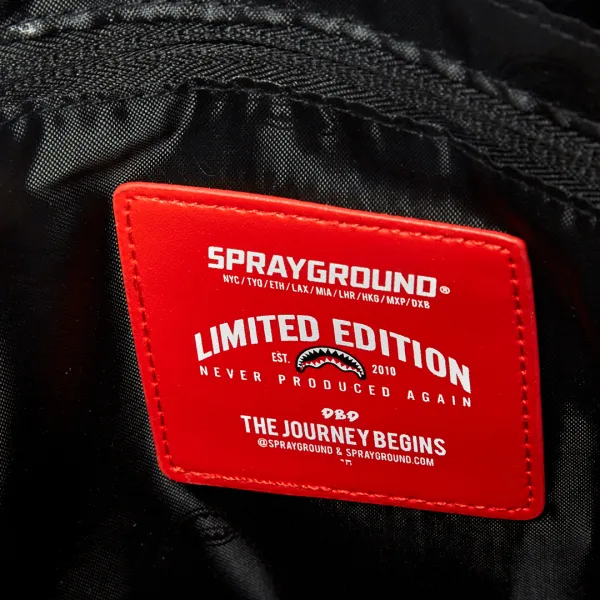 SPRAYGROUND®
NYC/TYO/ETH/LAX/MIA/LHR/HKG/MXP/DXB
LIMITED EDITION
EST. 2010
NEVER PRODUCED AGAIN
DBD
THE JOURNEY BEGINS
@SPRAYGROUND & SPRAYGROUND.COM